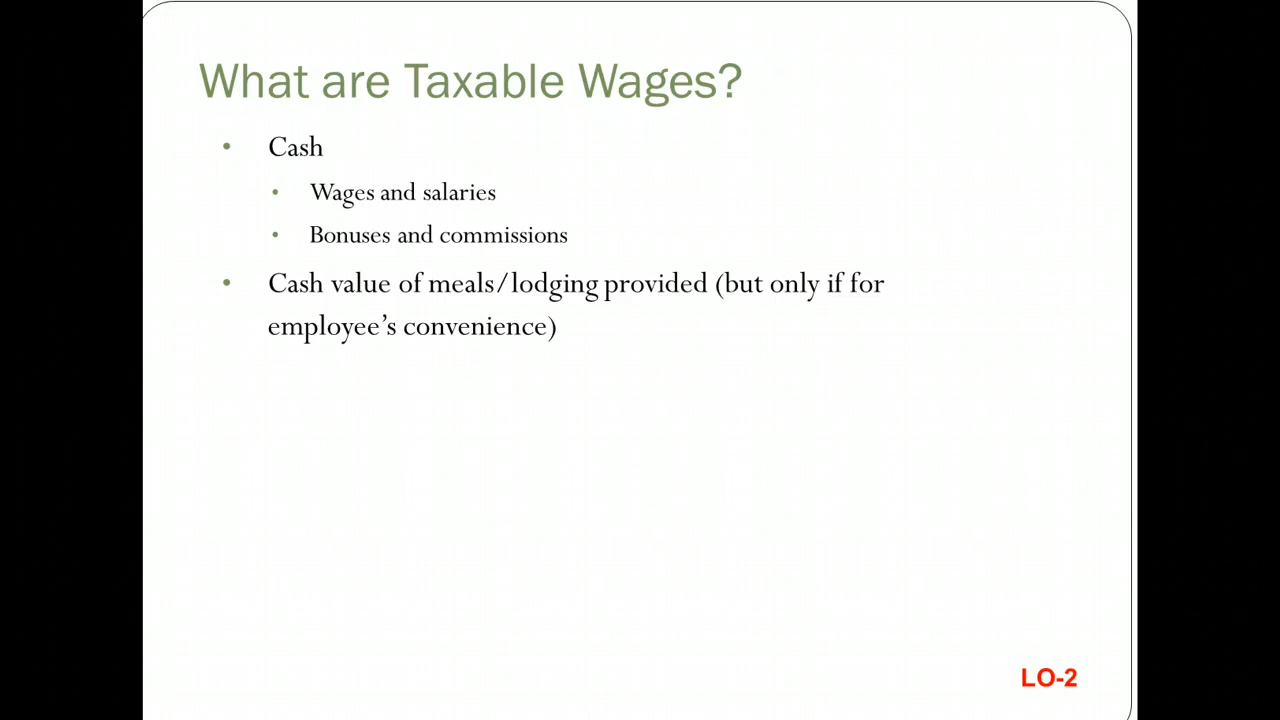 What are Taxable Wages?
• Cash
• Wages and salaries
• Bonuses and commissions
• Cash value of meals/lodging provided (but only if for
employee’s convenience)
LO-2